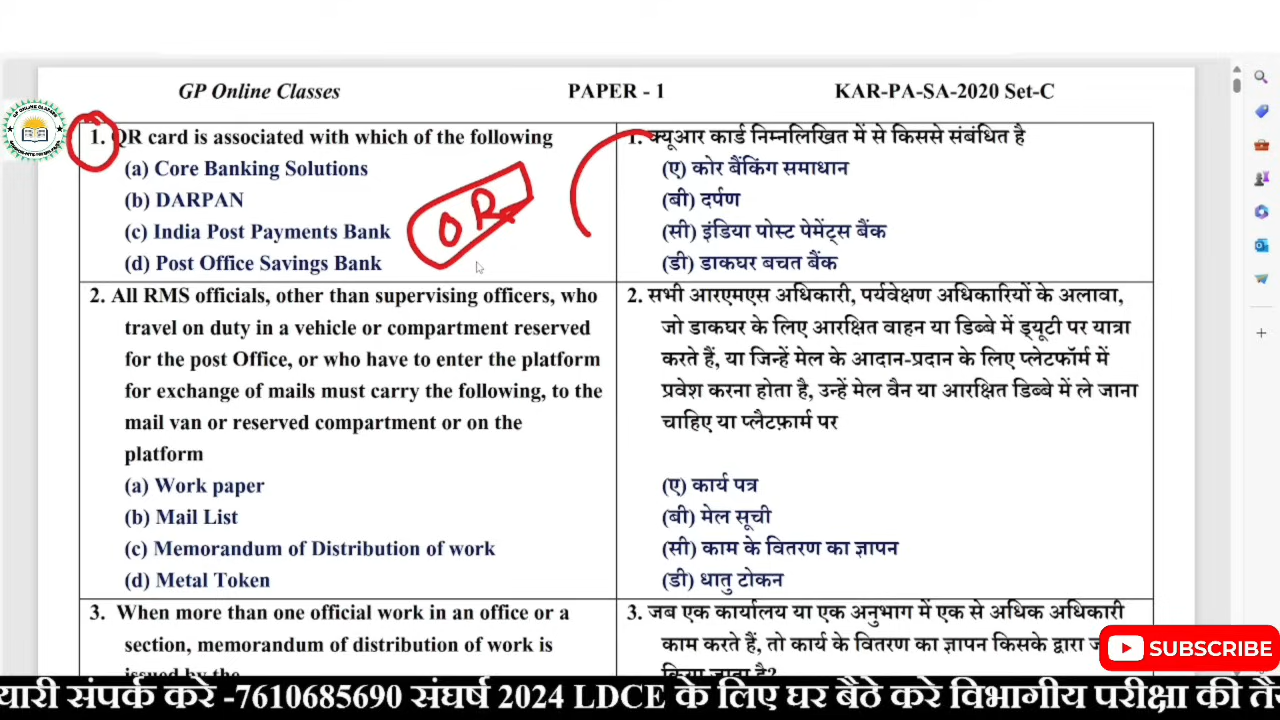 GP Online Classes PAPER - 1 KAR-PA-SA-2020 Set-C
1. QR card is associated with which of the following
(a) Core Banking Solutions
(b) DARPAN
(c) India Post Payments Bank
(d) Post Office Savings Bank
QR
1. क्यूआर कार्ड निम्नलिखित में से किससे संबंधित है
(ए) कोर बैंकिंग समाधान
(बी) दर्पण
(सी) इंडिया पोस्ट पेमेंट्स बैंक
(डी) डाकघर बचत बैंक
2. All RMS officials, other than supervising officers, who
travel on duty in a vehicle or compartment reserved
for the post Office, or who have to enter the platform
for exchange of mails must carry the following, to the
mail van or reserved compartment or on the
platform
(a) Work paper
(b) Mail List
(c) Memorandum of Distribution of work
(d) Metal Token
2. सभी आरएमएस अधिकारी, पर्यवेक्षण अधिकारियों के अलावा,
जो डाकघर के लिए आरक्षित वाहन या डिब्बे में ड्यूटी पर यात्रा
करते हैं, या जिन्हें मेल के आदान-प्रदान के लिए प्लेटफॉर्म में
प्रवेश करना होता है, उन्हें मेल वैन या आरक्षित डिब्बे में ले जाना
चाहिए या प्लैटफ़ार्म पर
(ए) कार्य पत्र
(बी) मेल सूची
(सी) काम के वितरण का ज्ञापन
(डी) धातु टोकन
3. When more than one official work in an office or a
section, memorandum of distribution of work is
issued by the
3. जब एक कार्यालय या एक अनुभाग में एक से अधिक अधिकारी
काम करते हैं, तो कार्य के वितरण का ज्ञापन किसके द्वारा
किया जाता है?
SUBSCRIBE
यारी संपर्क करे -7610685690 संघर्ष 2024 LDCE के लिए घर बैठे करे विभागीय परीक्षा की तै